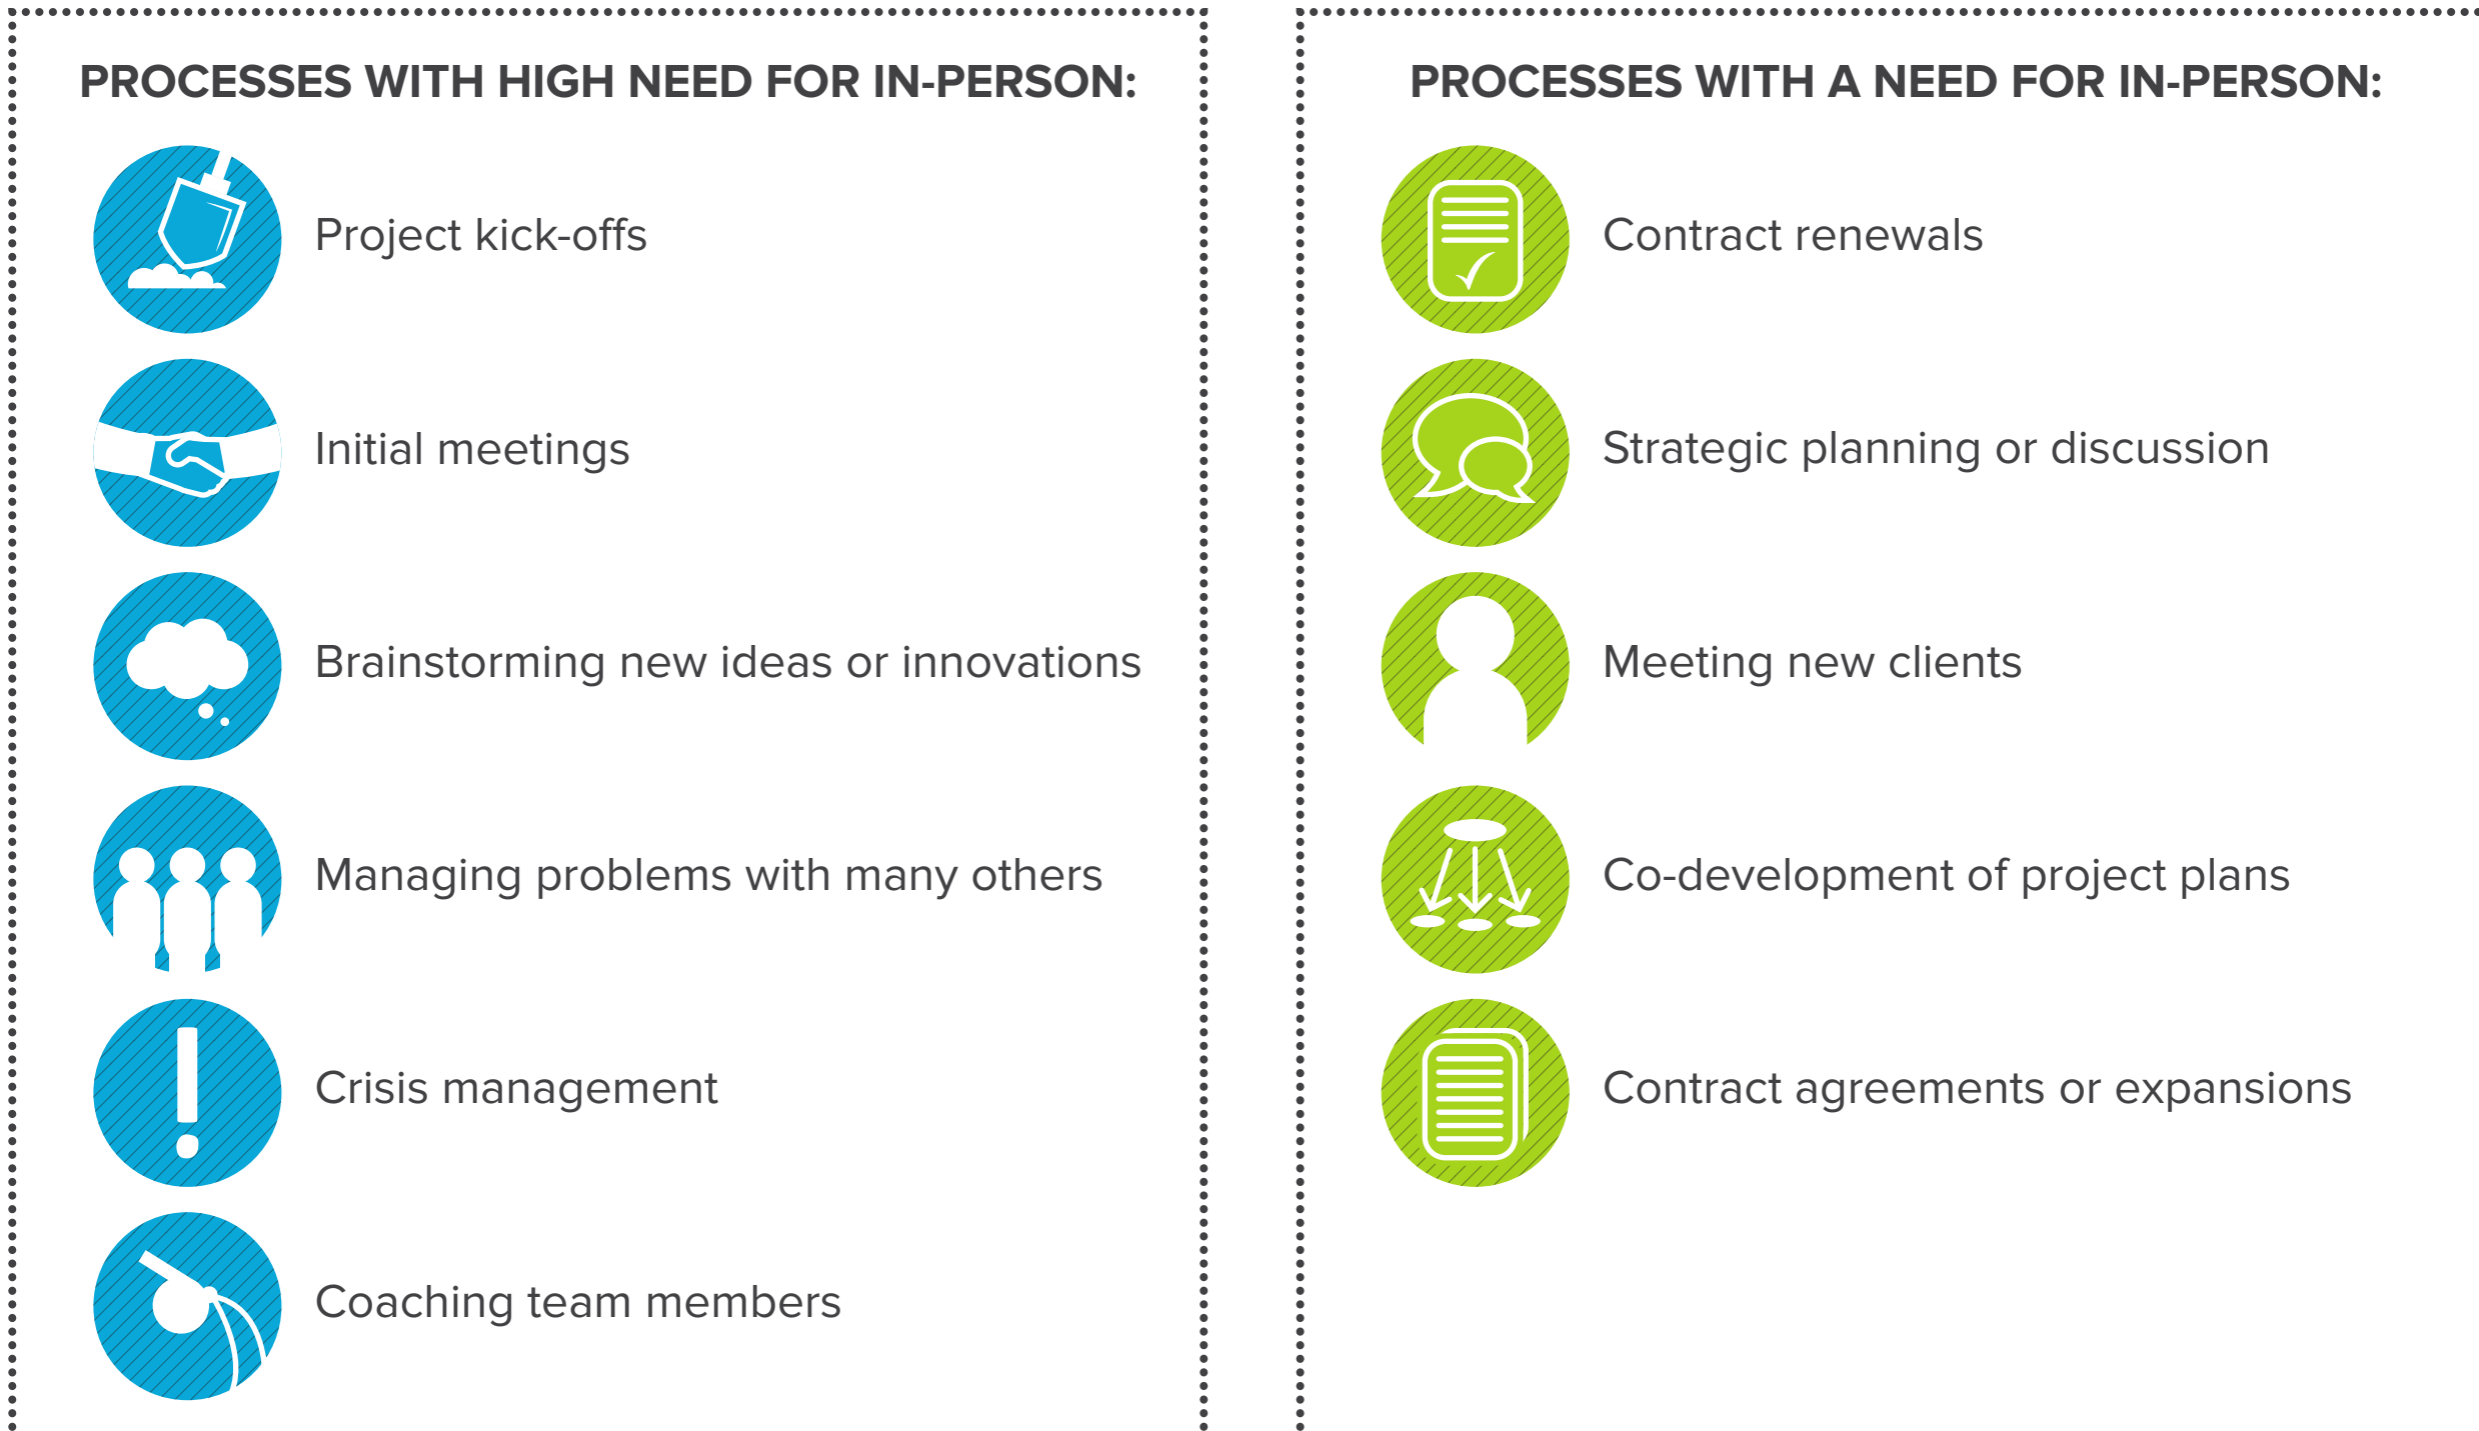 PROCESSES WITH HIGH NEED FOR IN-PERSON:
Project kick-offs
Initial meetings
Brainstorming new ideas or innovations
Managing problems with many others
Crisis management
Coaching team members
PROCESSES WITH A NEED FOR IN-PERSON:
Contract renewals
Strategic planning or discussion
Meeting new clients
Co-development of project plans
Contract agreements or expansions